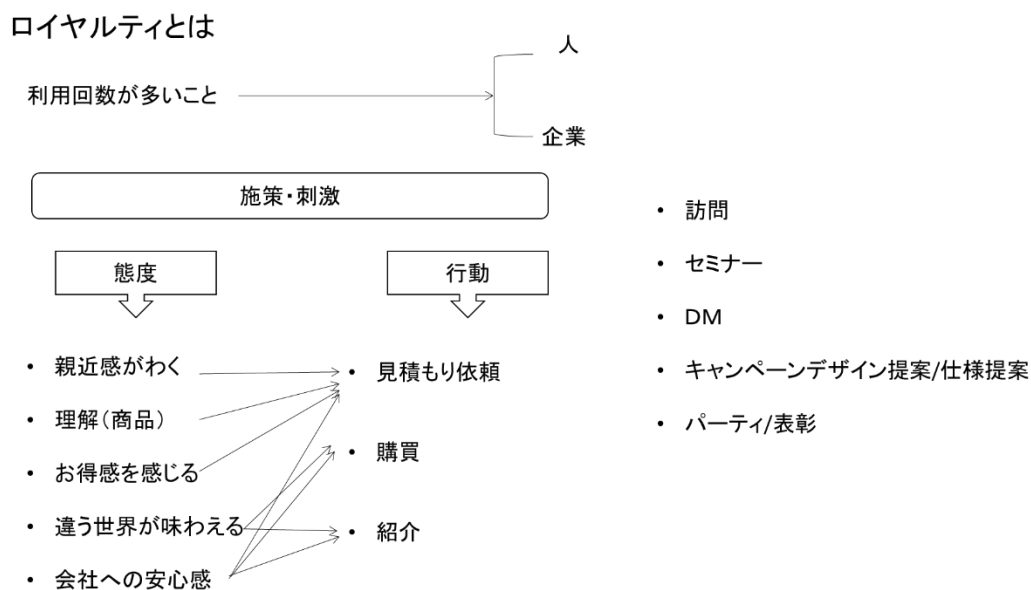 ロイヤルティとは
人
利用回数が多いこと
企業
施策・刺激
態度
行動
・ 親近感がわく
・ 理解(商品)
・ お得感を感じる
・ 違う世界が味わえる
・ 会社への安心感
・ 見積もり依頼
・ 購買
・ 紹介
・ 訪問
・ セミナー
・ DM
・ キャンペーンデザイン提案/仕様提案
・ パーティ/表彰